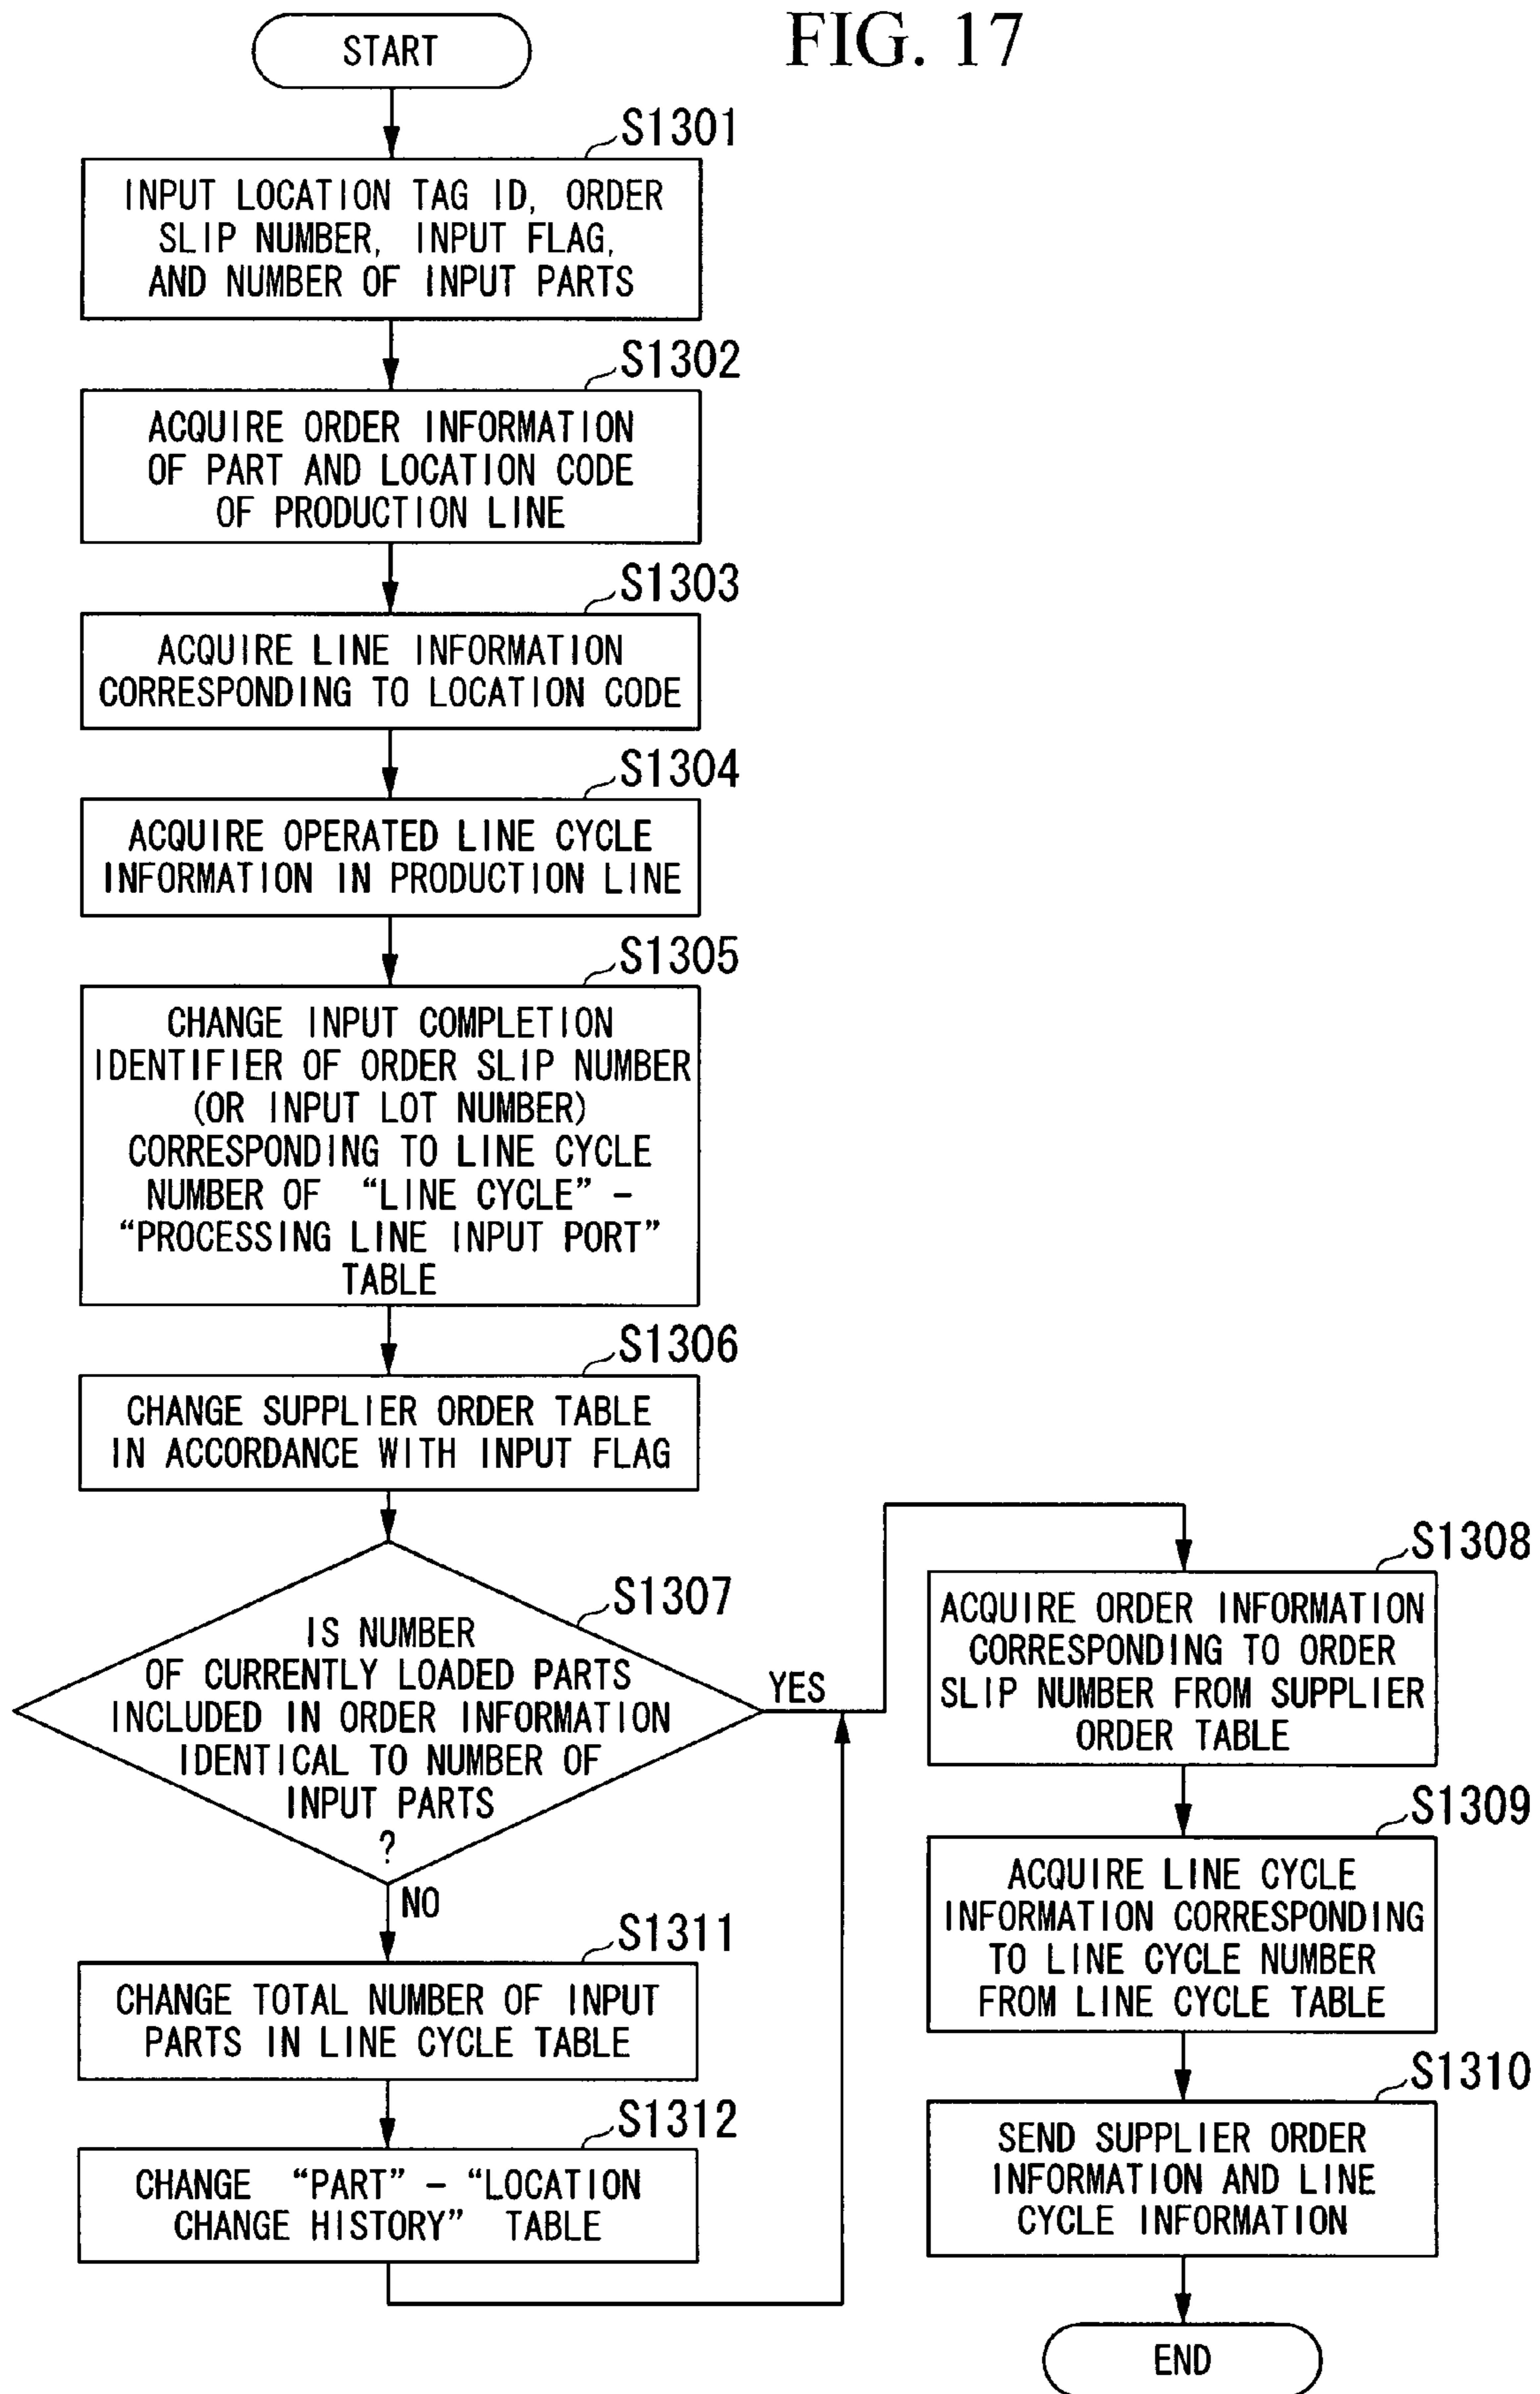 FIG. 17
START
S1301
INPUT LOCATION TAG ID, ORDER
SLIP NUMBER, INPUT FLAG,
AND NUMBER OF INPUT PARTS
S1302
ACQUIRE ORDER INFORMATION
OF PART AND LOCATION CODE
OF PRODUCTION LINE
S1303
ACQUIRE LINE INFORMATION
CORRESPONDING TO LOCATION CODE
S1304
ACQUIRE OPERATED LINE CYCLE
INFORMATION IN PRODUCTION LINE
S1305
CHANGE INPUT COMPLETION
IDENTIFIER OF ORDER SLIP NUMBER
(OR INPUT LOT NUMBER)
CORRESPONDING TO LINE CYCLE
NUMBER OF “LINE CYCLE” –
“PROCESSING LINE INPUT PORT”
TABLE
S1306
CHANGE SUPPLIER ORDER TABLE
IN ACCORDANCE WITH INPUT FLAG
S1307
IS NUMBER
OF CURRENTLY LOADED PARTS
INCLUDED IN ORDER INFORMATION
IDENTICAL TO NUMBER OF
INPUT PARTS
?
YES
NO
S1311
CHANGE TOTAL NUMBER OF INPUT
PARTS IN LINE CYCLE TABLE
S1312
CHANGE “PART” – “LOCATION
CHANGE HISTORY” TABLE
S1308
ACQUIRE ORDER INFORMATION
CORRESPONDING TO ORDER
SLIP NUMBER FROM SUPPLIER
ORDER TABLE
S1309
ACQUIRE LINE CYCLE
INFORMATION CORRESPONDING
TO LINE CYCLE NUMBER
FROM LINE CYCLE TABLE
S1310
SEND SUPPLIER ORDER
INFORMATION AND LINE
CYCLE INFORMATION
END